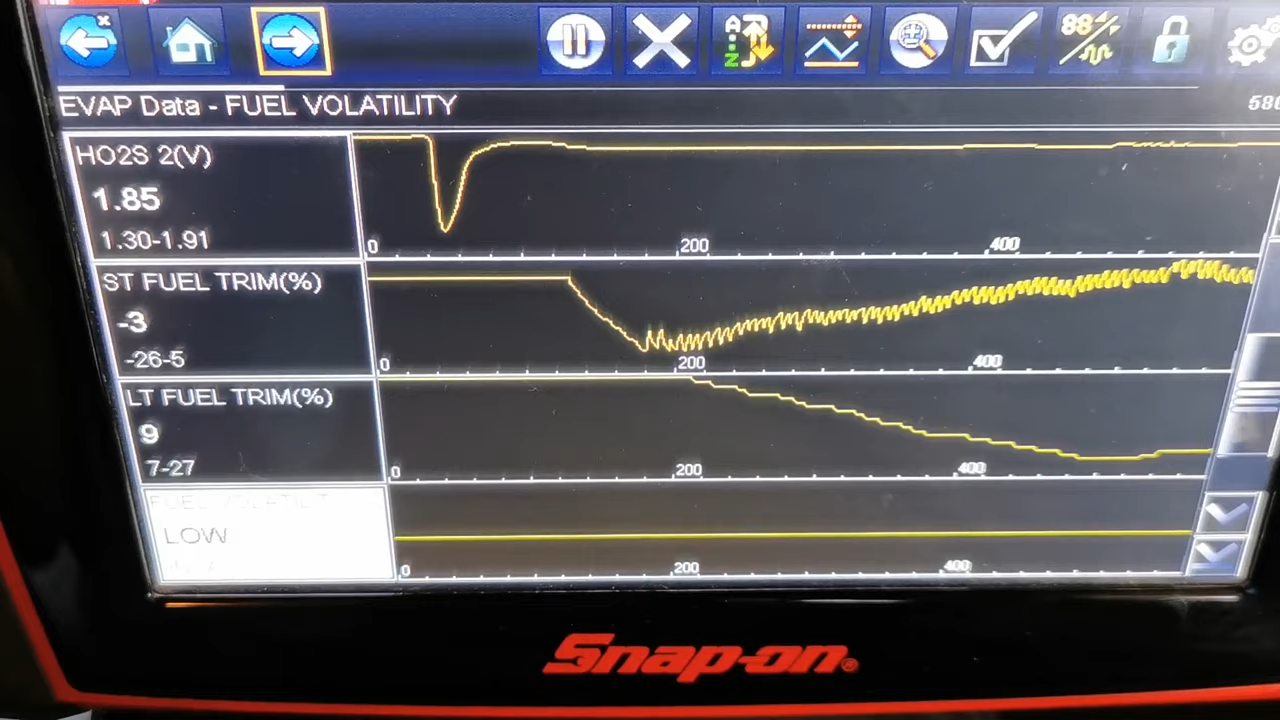 A
Z
88
EVAP Data - FUEL VOLATILITY
580
HO2S 2(V)
1.85
1.30-1.91
0 200 400
ST FUEL TRIM(%)
-3
-26-5
0 200 400
LT FUEL TRIM(%)
9
7-27
0 200 400
LOW
0 200 400
Snap-on®